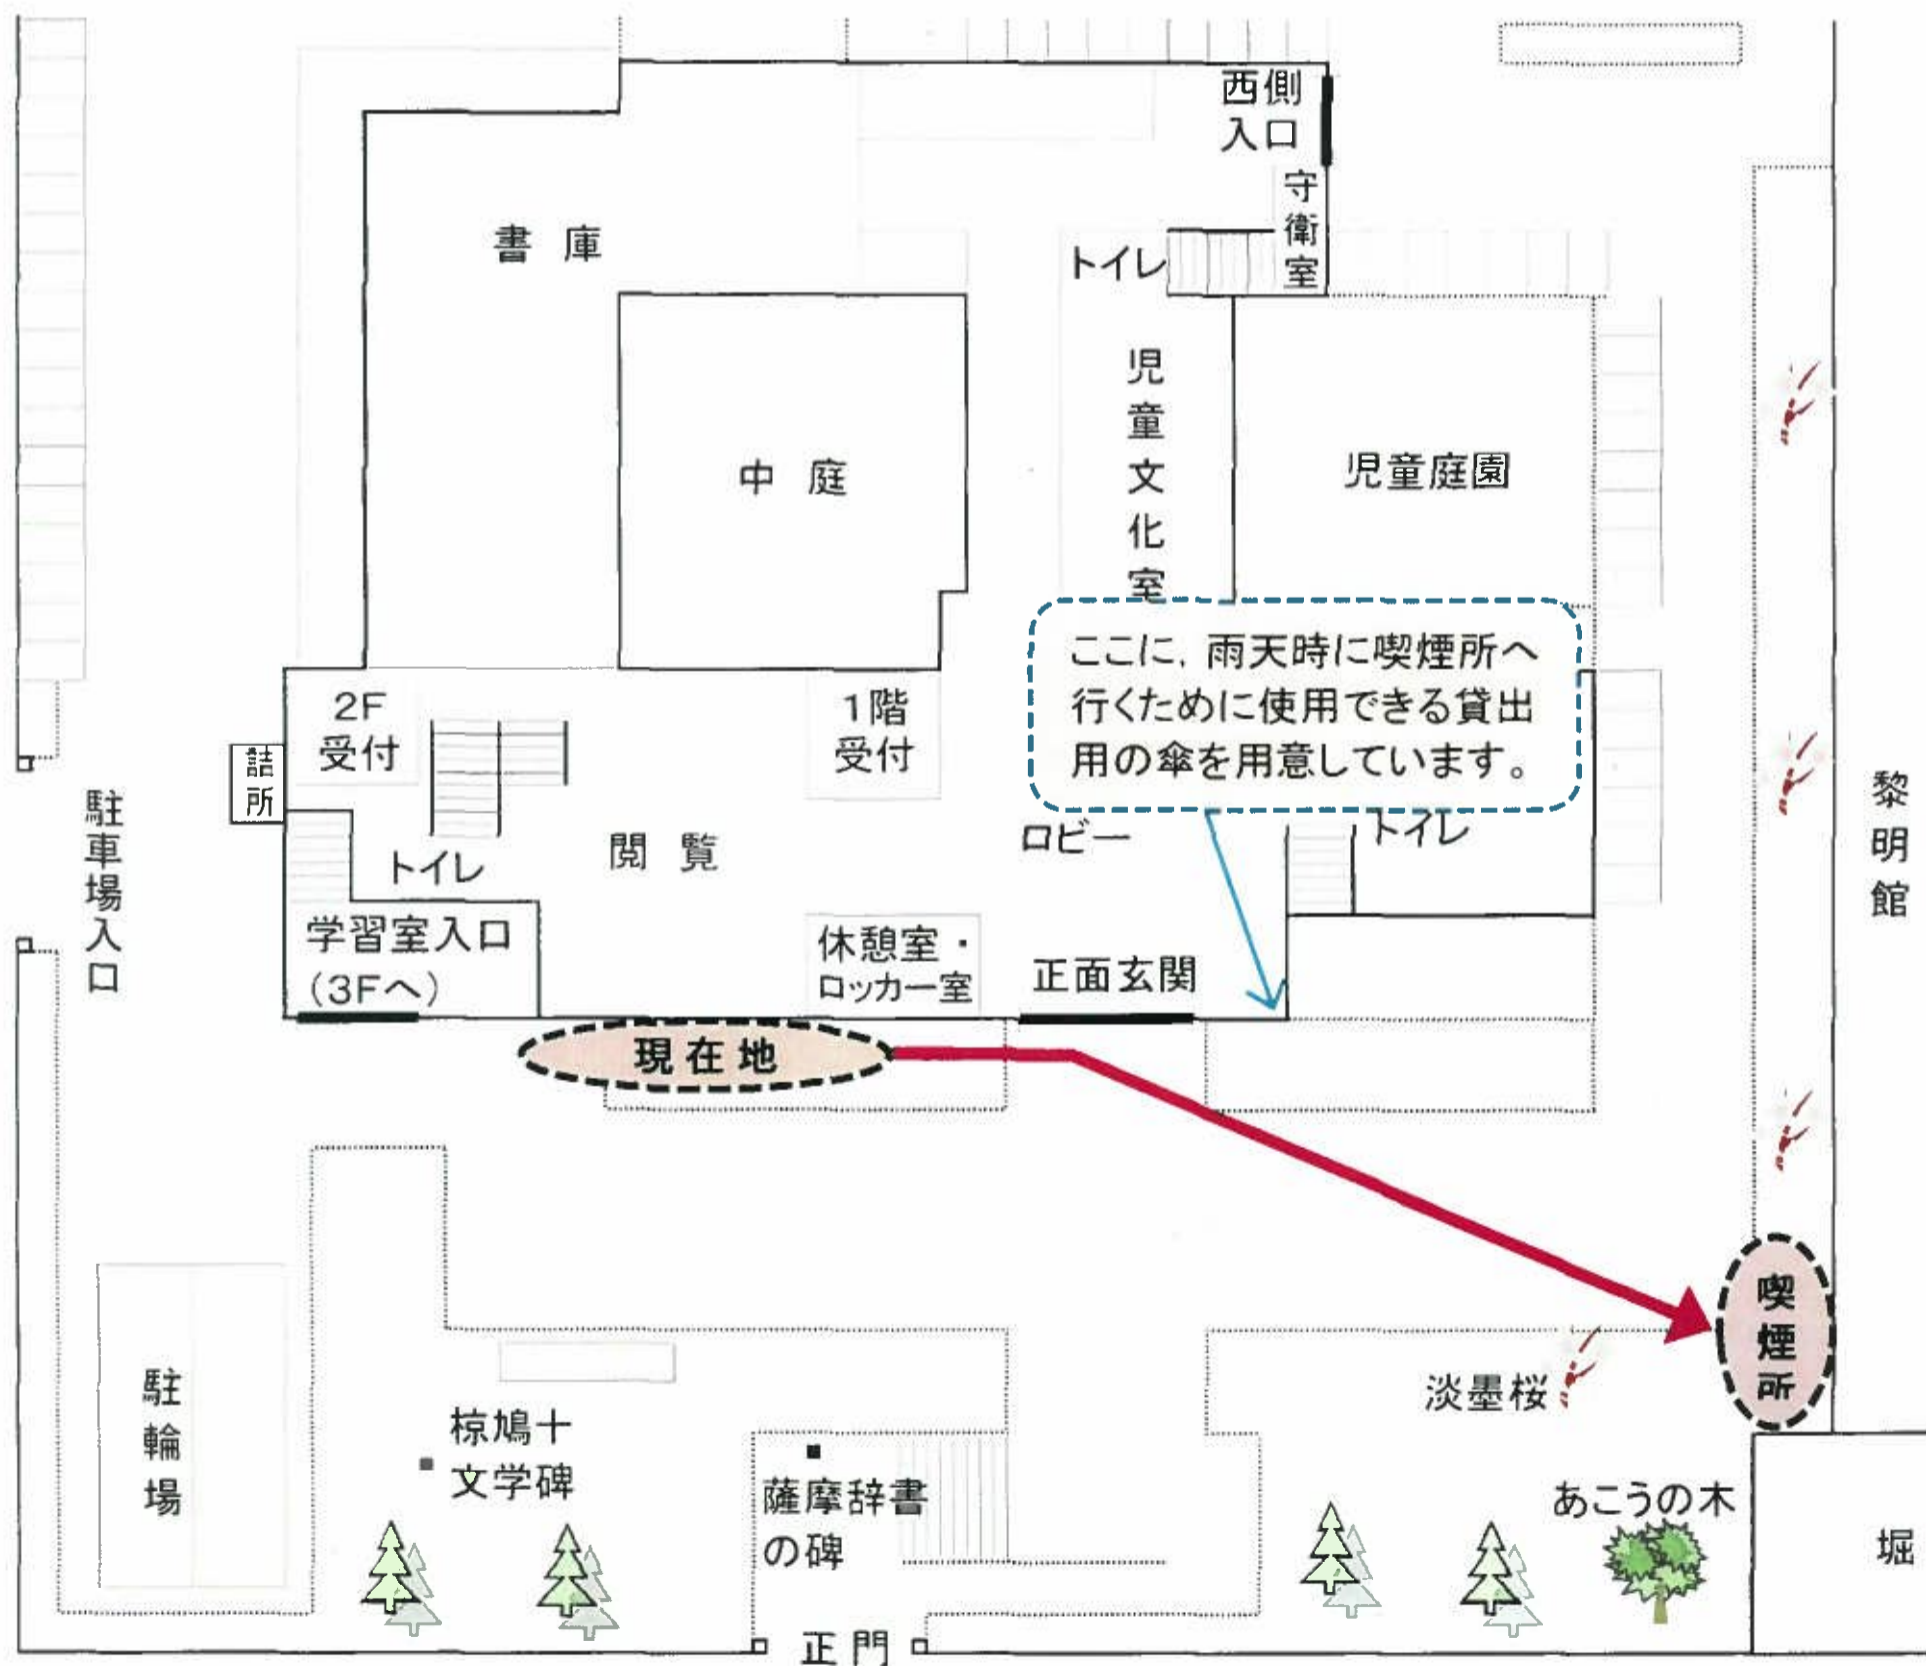 西側
入口
守衛室
書庫
トイレ
児童文化室
中庭
児童庭園
ここに，雨天時に喫煙所へ
行くために使用できる貸出
用の傘を用意しています。
2F
受付
1階
受付
詰所
駐車場入口
黎明館
閲覧
ロビー
トイレ
トイレ
学習室入口
（3Fへ）
休憩室・
ロッカー室
正面玄関
現在地
喫煙所
駐輪場
椋鳩十
文学碑
薩摩辞書
の碑
淡墨桜
あこうの木
堀
正門